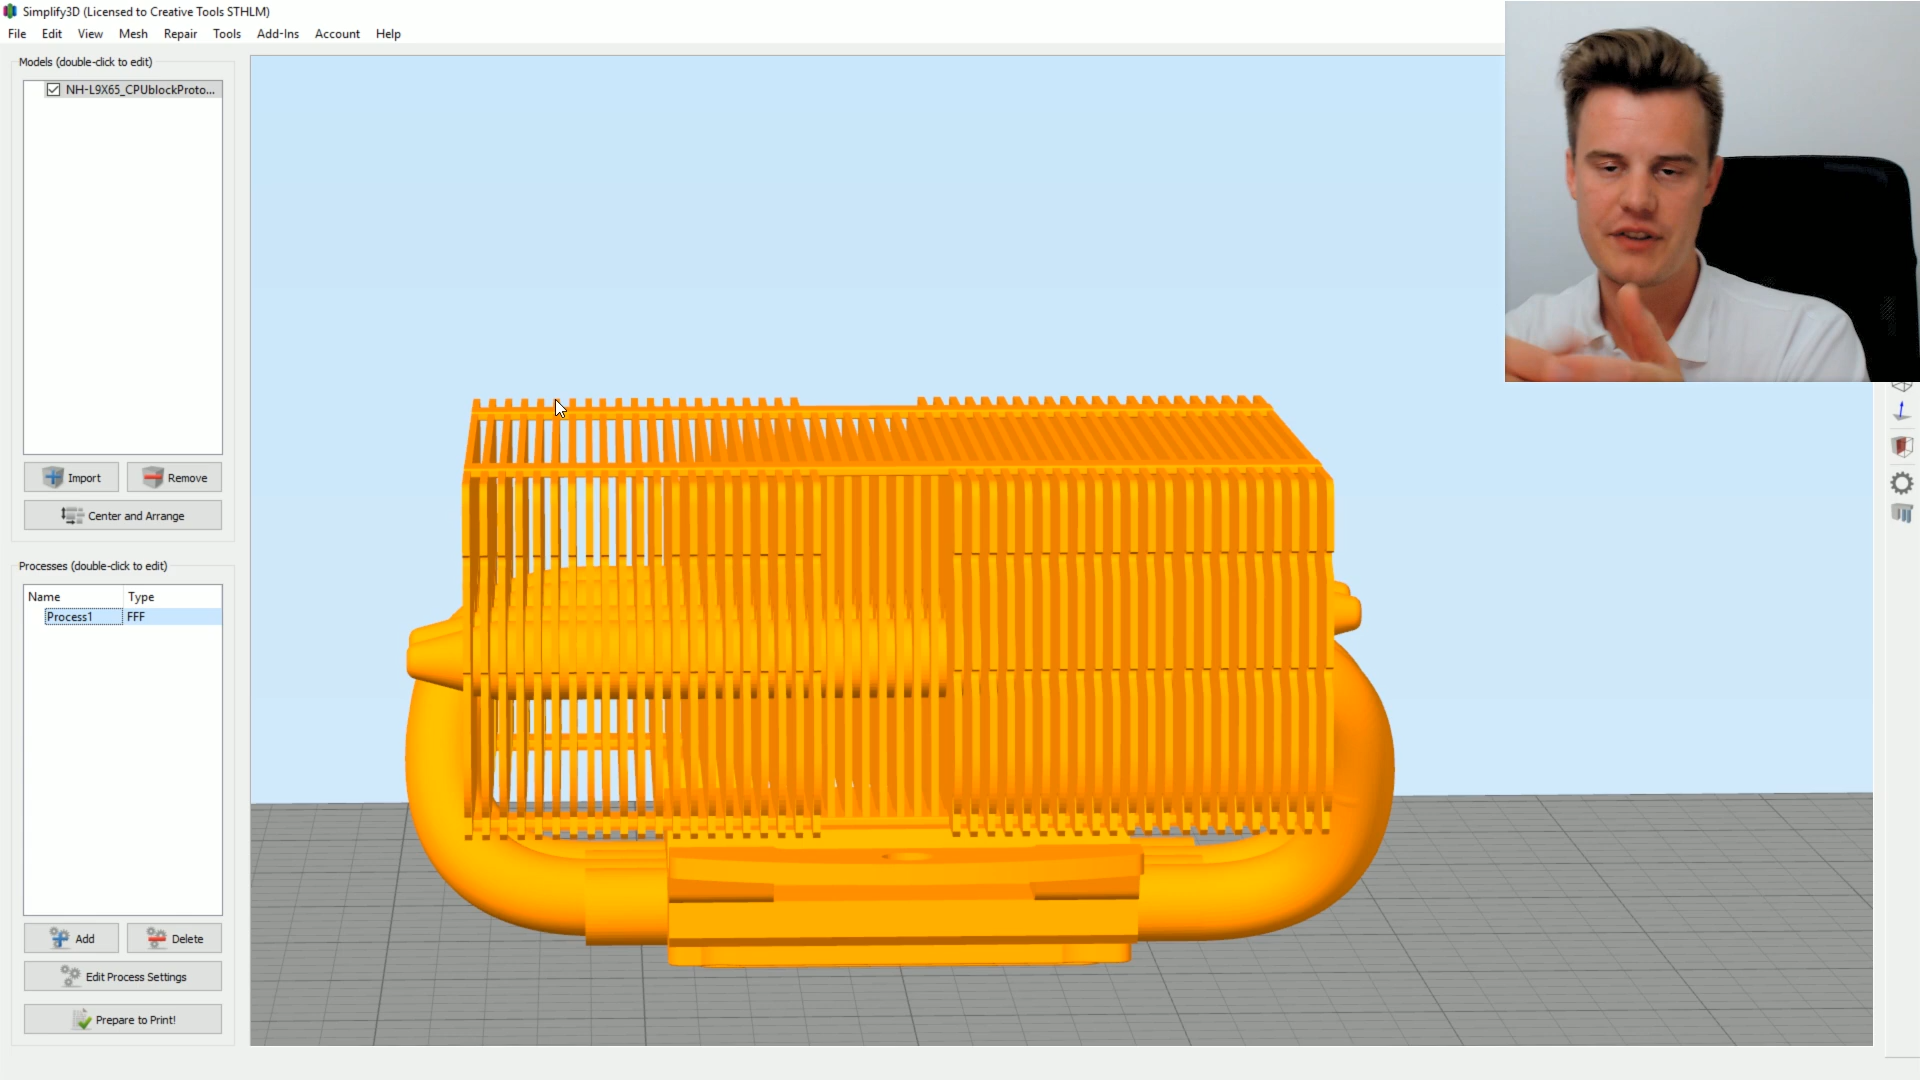 Simplify3D (Licensed to Creative Tools STHLM)
File Edit View Mesh Repair Tools Add-Ins Account Help
Models (double-click to edit)
NH-L9X65_CPUblockProto...
Import Remove
Center and Arrange
Processes (double-click to edit)
Name Type
Process1 FFF
Add Delete
Edit Process Settings
Prepare to Print!